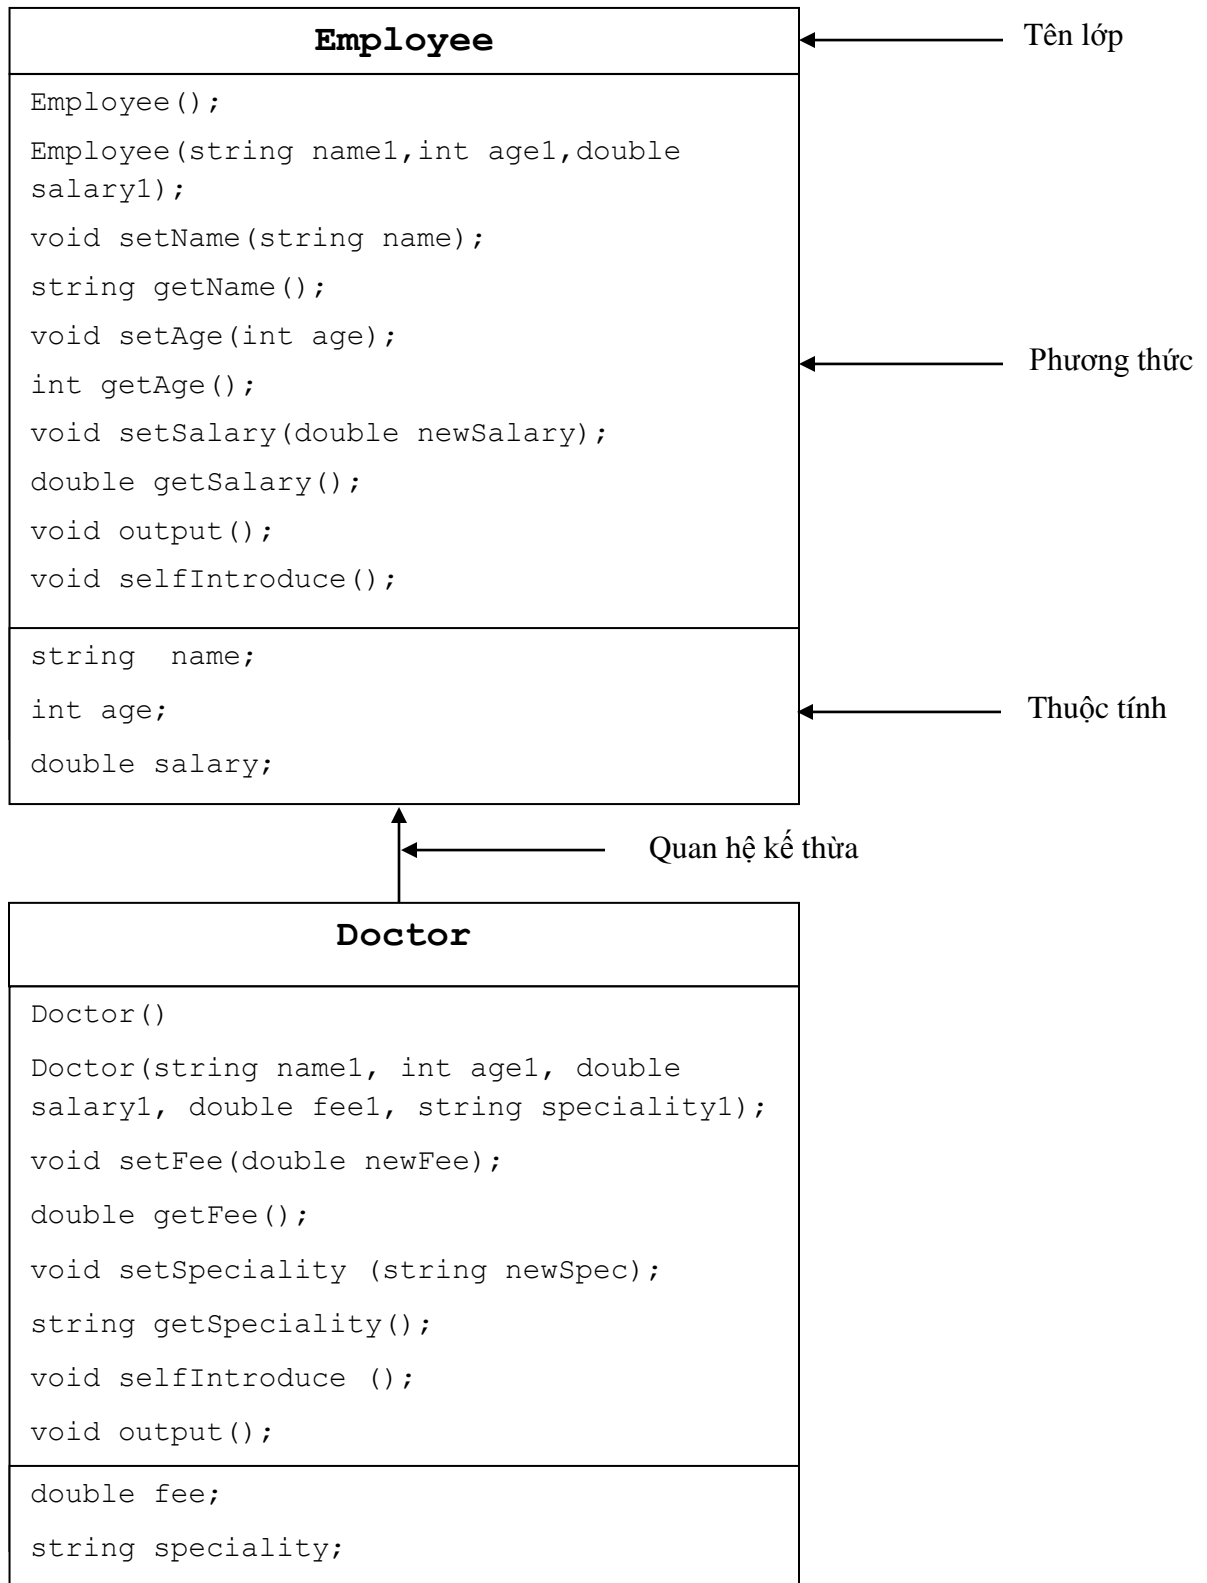 Employee
Tên lớp
Employee();
Employee(string name1,int age1,double
salary1);
void setName(string name);
string getName();
void setAge(int age);
int getAge();
Phương thức
void setSalary(double newSalary);
double getSalary();
void output();
void selfIntroduce();
string  name;
int age;
Thuộc tính
double salary;
Quan hệ kế thừa
Doctor
Doctor()
Doctor(string name1, int age1, double
salary1, double fee1, string speciality1);
void setFee(double newFee);
double getFee();
void setSpeciality (string newSpec);
string getSpeciality();
void selfIntroduce ();
void output();
double fee;
string speciality;